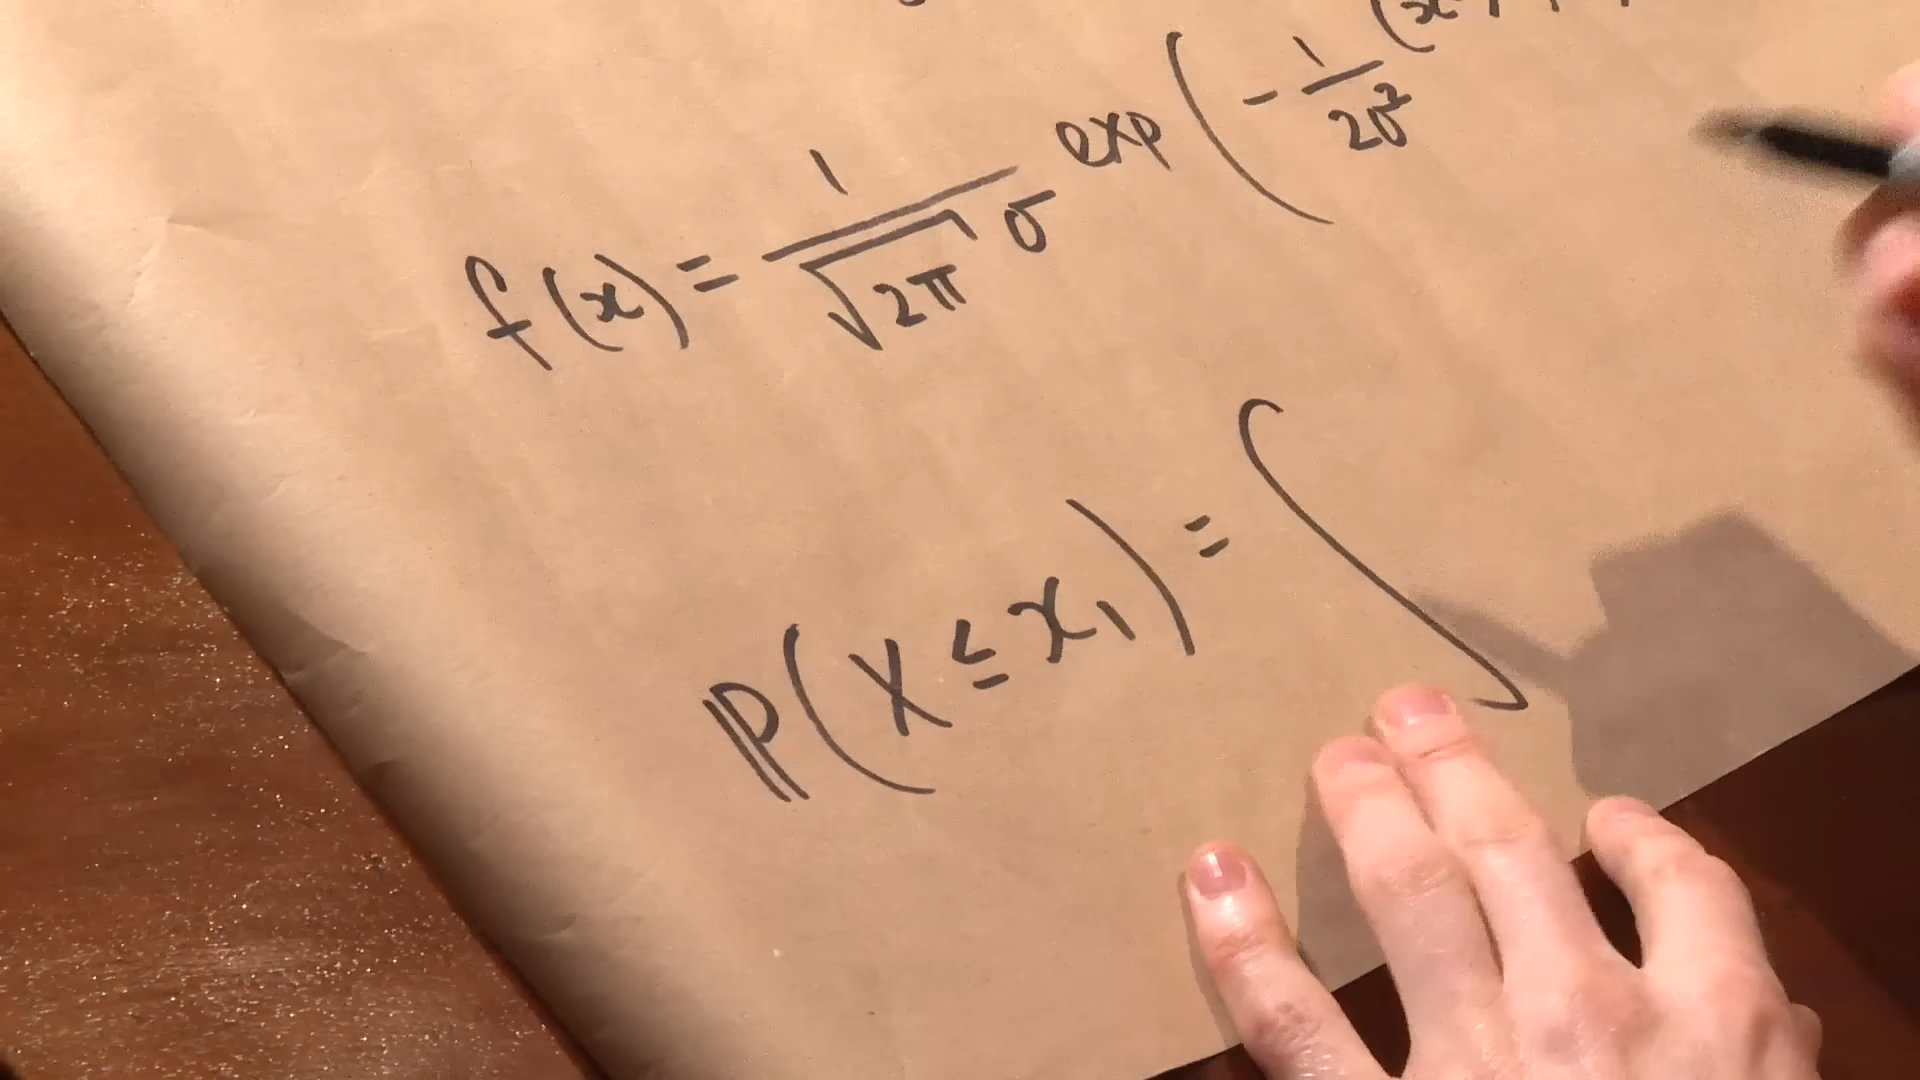 f(x) = 1/(√2π σ) exp( - 1/(2σ²) (x
P(X ≤ x₁) = ∫